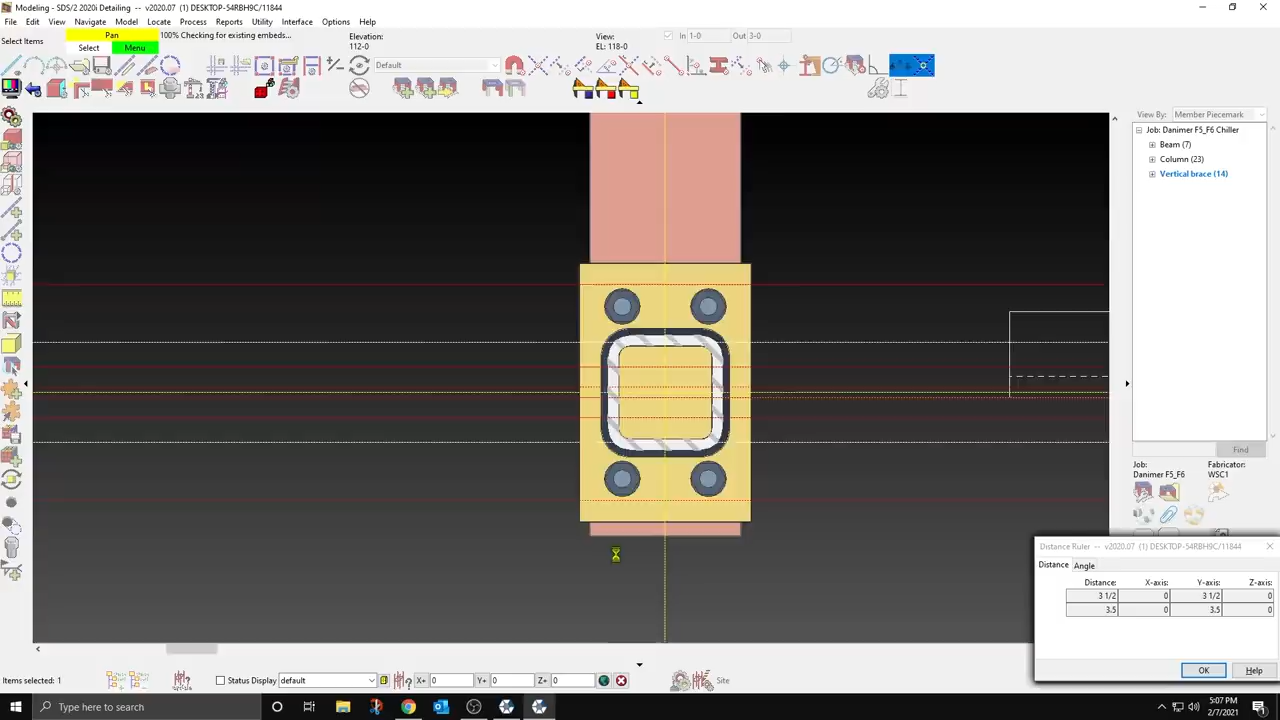 Modeling - SDS/2 2020i Detailing -- v2020.07 (1) DESKTOP-54RBH9C/11844
File Edit View Navigate Model Locate Process Reports Utility Interface Options Help
Select Items
Pan
Select Menu
100% Checking for existing embeds...
Elevation:
112-0
View:
EL: 118-0
In 1-0 Out 3-0
Default
View By: Member Piecemark
Job: Danimer F5_F6 Chiller
Beam (7)
Column (23)
Vertical brace (14)
Find
Job:
Danimer F5_F6
Fabricator:
WSC1
Distance Ruler -- v2020.07 (1) DESKTOP-54RBH9C/11844
Distance Angle
Distance: X-axis: Y-axis: Z-axis:
3 1/2 0 3 1/2 0
3.5 0 3.5 0
OK Help
Items selected: 1
Status Display default
X+ 0 Y+ 0 Z+ 0
Site
Type here to search
5:07 PM
2/7/2021